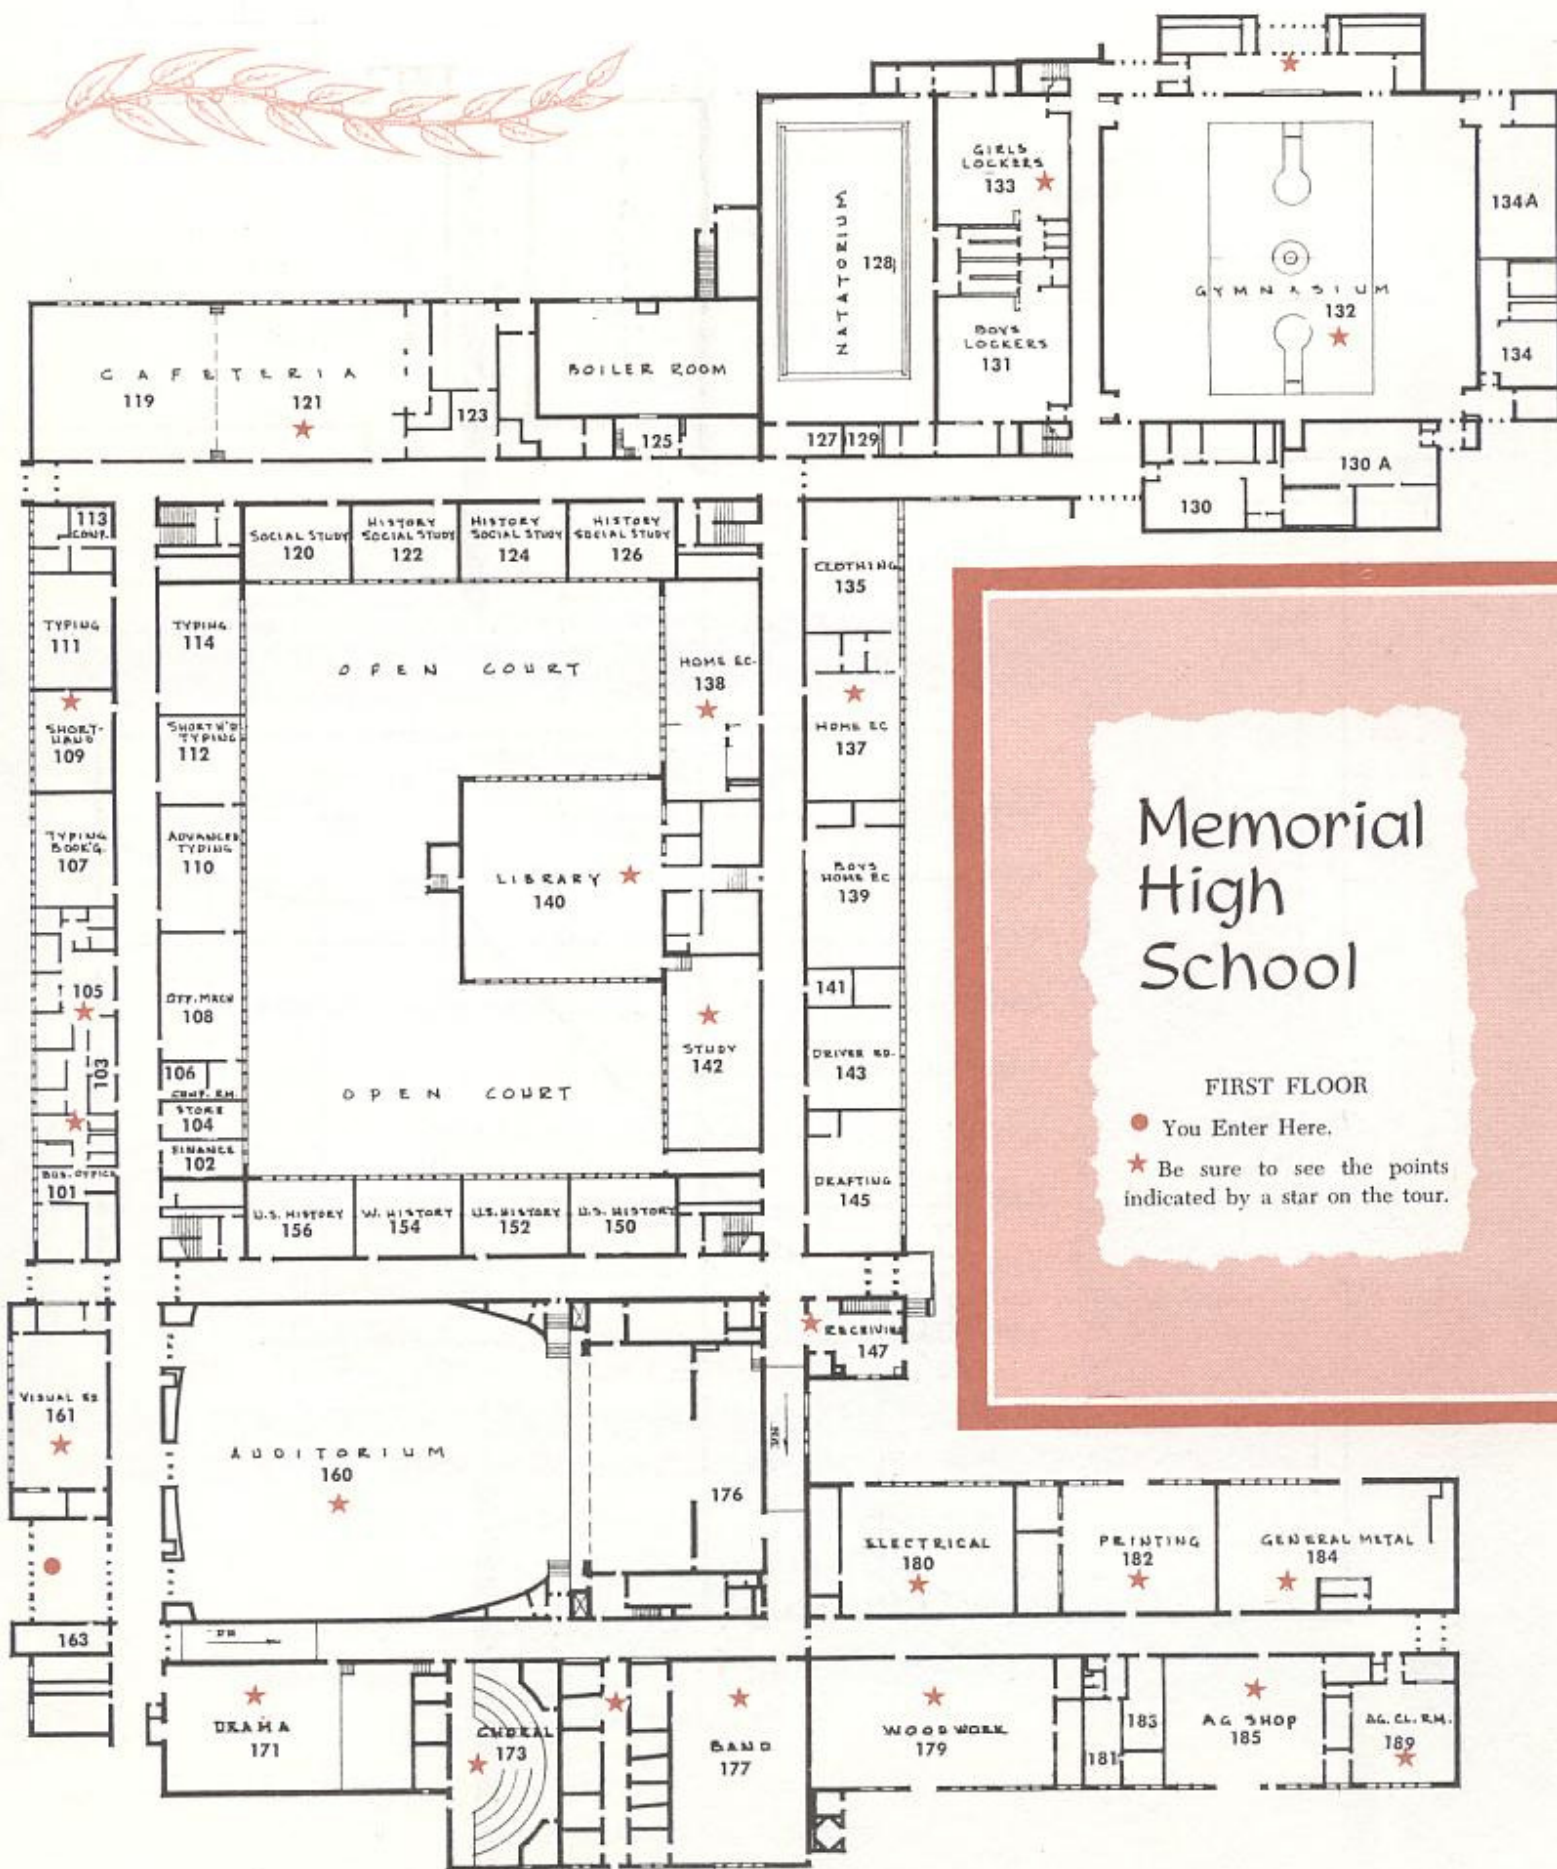 GIRLS
LOCKERS
133
134A
NATATORIUM
128
GYMNASIUM
132
BOYS
LOCKERS
131
134
CAFETERIA
119
121
123
BOILER ROOM
125
127
129
130 A
130
113
CONF.
SOCIAL STUDY
120
HISTORY
SOCIAL STUDY
122
HISTORY
SOCIAL STUDY
124
HISTORY
SOCIAL STUDY
126
CLOTHING
135
TYPING
111
TYPING
114
OPEN COURT
HOME EC.
138
SHORT-
HAND
109
SHORTH'D
TYPING
112
HOME EC
137
TYPING
BOOK'G.
107
ADVANCED
TYPING
110
LIBRARY
140
BOYS
HOME EC
139
105
OFF. MACH
108
141
STUDY
142
DRIVER ED.
143
103
106
CONF. RM.
OPEN COURT
STORE
104
FINANCE
102
BUS. OFFICE
101
DRAFTING
145
U.S. HISTORY
156
W. HISTORY
154
U.S. HISTORY
152
U.S. HISTORY
150
RECEIVING
147
VISUAL ED
161
AUDITORIUM
160
176
DN
ELECTRICAL
180
PRINTING
182
GENERAL METAL
184
163
DN
DRAMA
171
CHORAL
173
BAND
177
WOOD WORK
179
181
183
AG SHOP
185
AG. CL. RM.
189
Memorial
High
School
FIRST FLOOR
You Enter Here.
Be sure to see the points
indicated by a star on the tour.